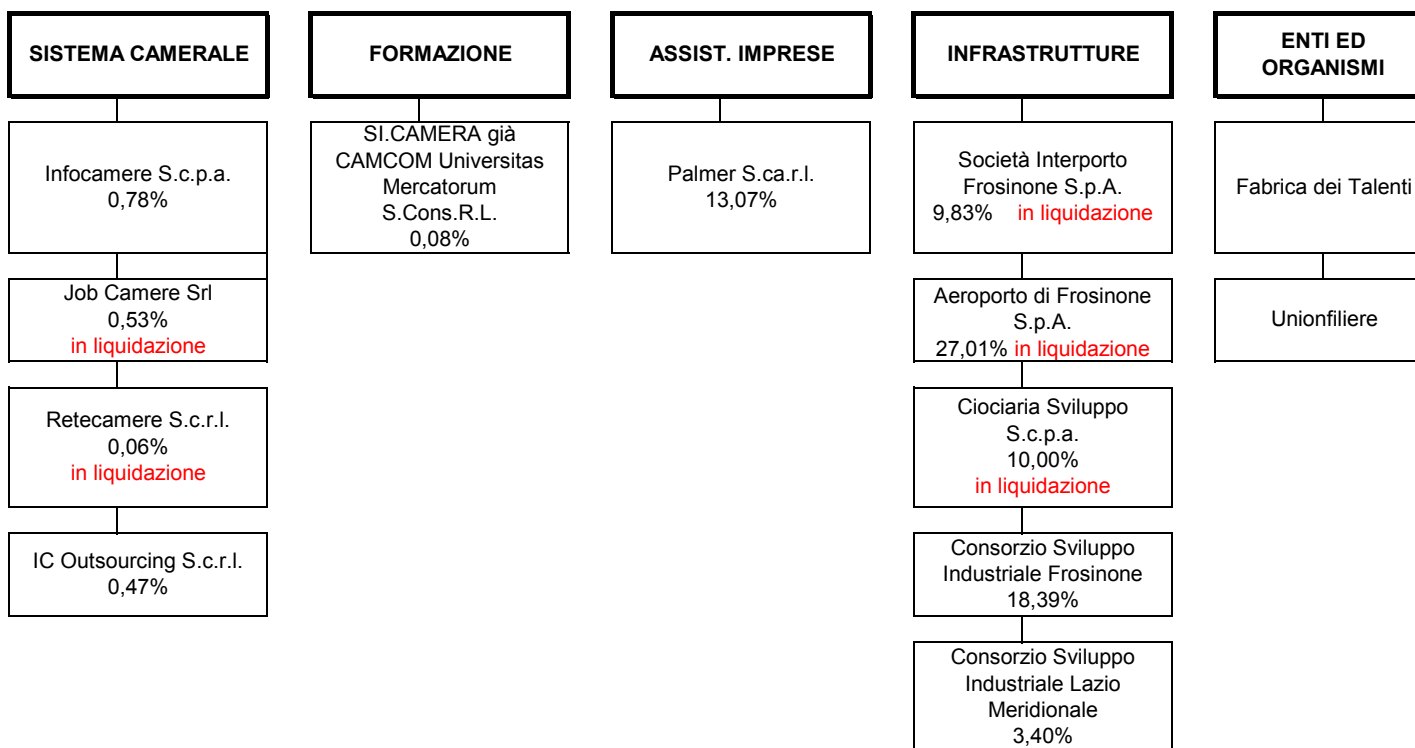 SISTEMA CAMERALE
FORMAZIONE
ASSIST. IMPRESE
INFRASTRUTTURE
ENTI ED
ORGANISMI
Infocamere S.c.p.a.
0,78%
SI.CAMERA già
CAMCOM Universitas
Mercatorum
S.Cons.R.L.
0,08%
Palmer S.ca.r.l.
13,07%
Società Interporto
Frosinone S.p.A.
9,83% in liquidazione
Fabrica dei Talenti
Job Camere Srl
0,53%
in liquidazione
Aeroporto di Frosinone
S.p.A.
27,01% in liquidazione
Unionfiliere
Retecamere S.c.r.l.
0,06%
in liquidazione
Ciociaria Sviluppo
S.c.p.a.
10,00%
in liquidazione
IC Outsourcing S.c.r.l.
0,47%
Consorzio Sviluppo
Industriale Frosinone
18,39%
Consorzio Sviluppo
Industriale Lazio
Meridionale
3,40%